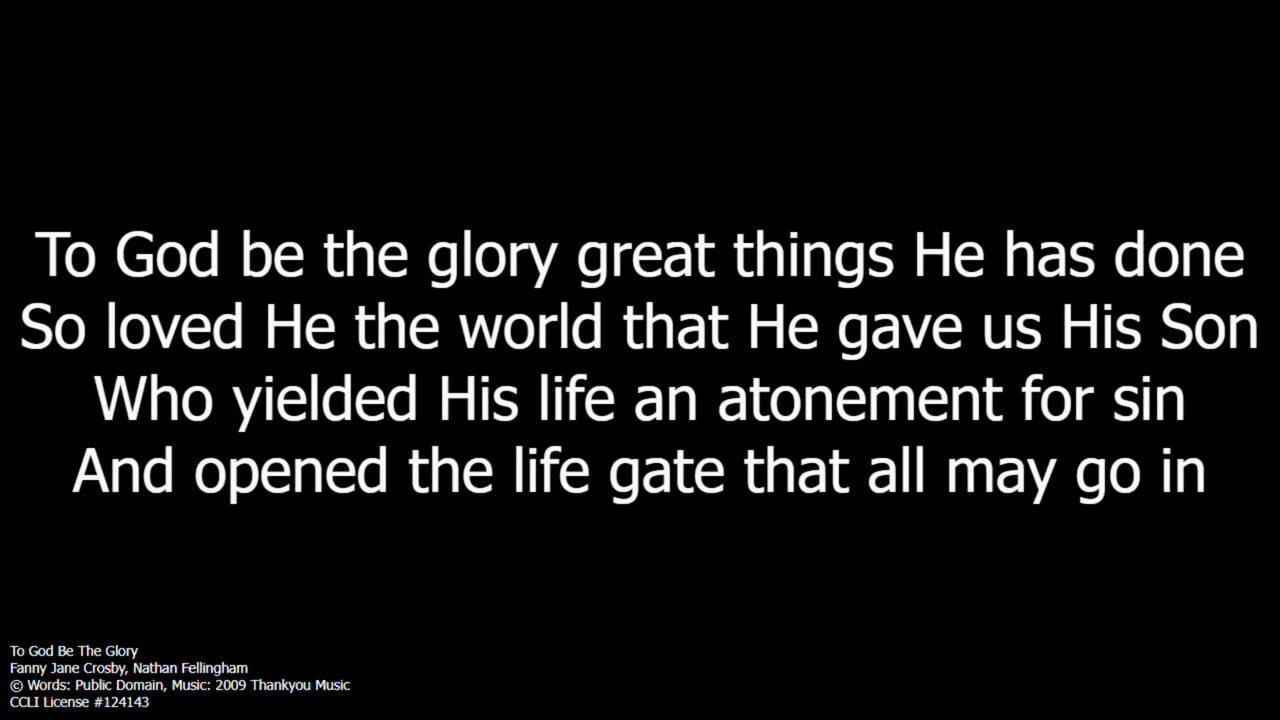 To God be the glory great things He has done
So loved He the world that He gave us His Son
Who yielded His life an atonement for sin
And opened the life gate that all may go in
To God Be The Glory
Fanny Jane Crosby, Nathan Fellingham
© Words: Public Domain, Music: 2009 Thankyou Music
CCLI License #124143